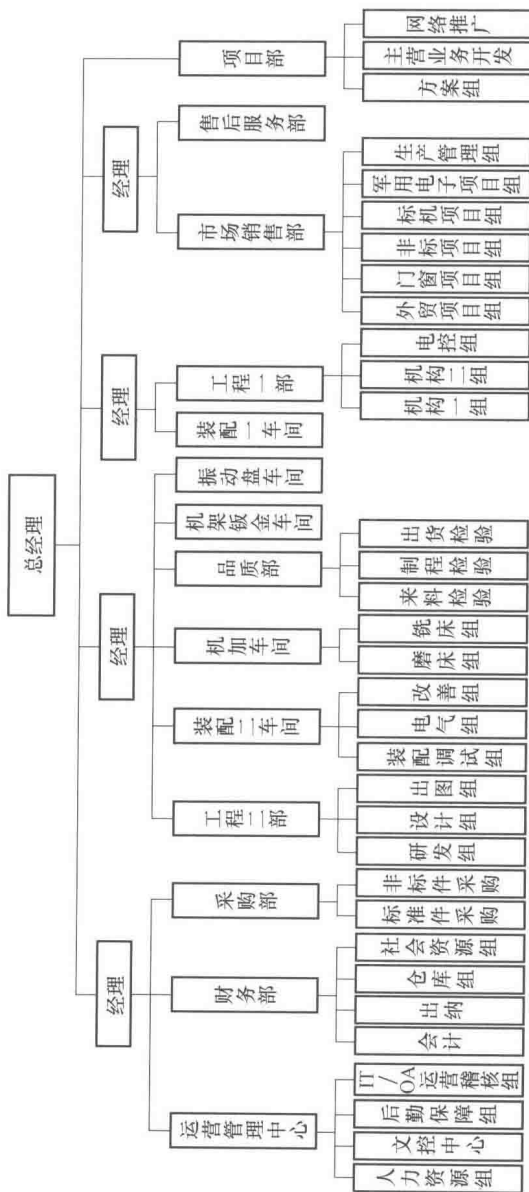 总经理
经理
经理
经理
经理
运营管理中心
财务部
采购部
工程二部
装配二车间
机加车间
品质部
机架钣金车间
振动盘车间
装配一车间
工程一部
市场销售部
售后服务部
项目部
人力资源组
文控中心
后勤保障组
IT/OA运营稽核组
会计
出纳
仓库组
社会资源组
标准件采购
非标件采购
研发组
设计组
出图组
装配调试组
电气组
改善组
磨床组
铣床组
来料检验
制程检验
出货检验
机构一组
机构二组
电控组
外贸项目组
门窗项目组
非标项目组
标机项目组
军用电子项目组
生产管理组
方案组
主营业务开发
网络推广